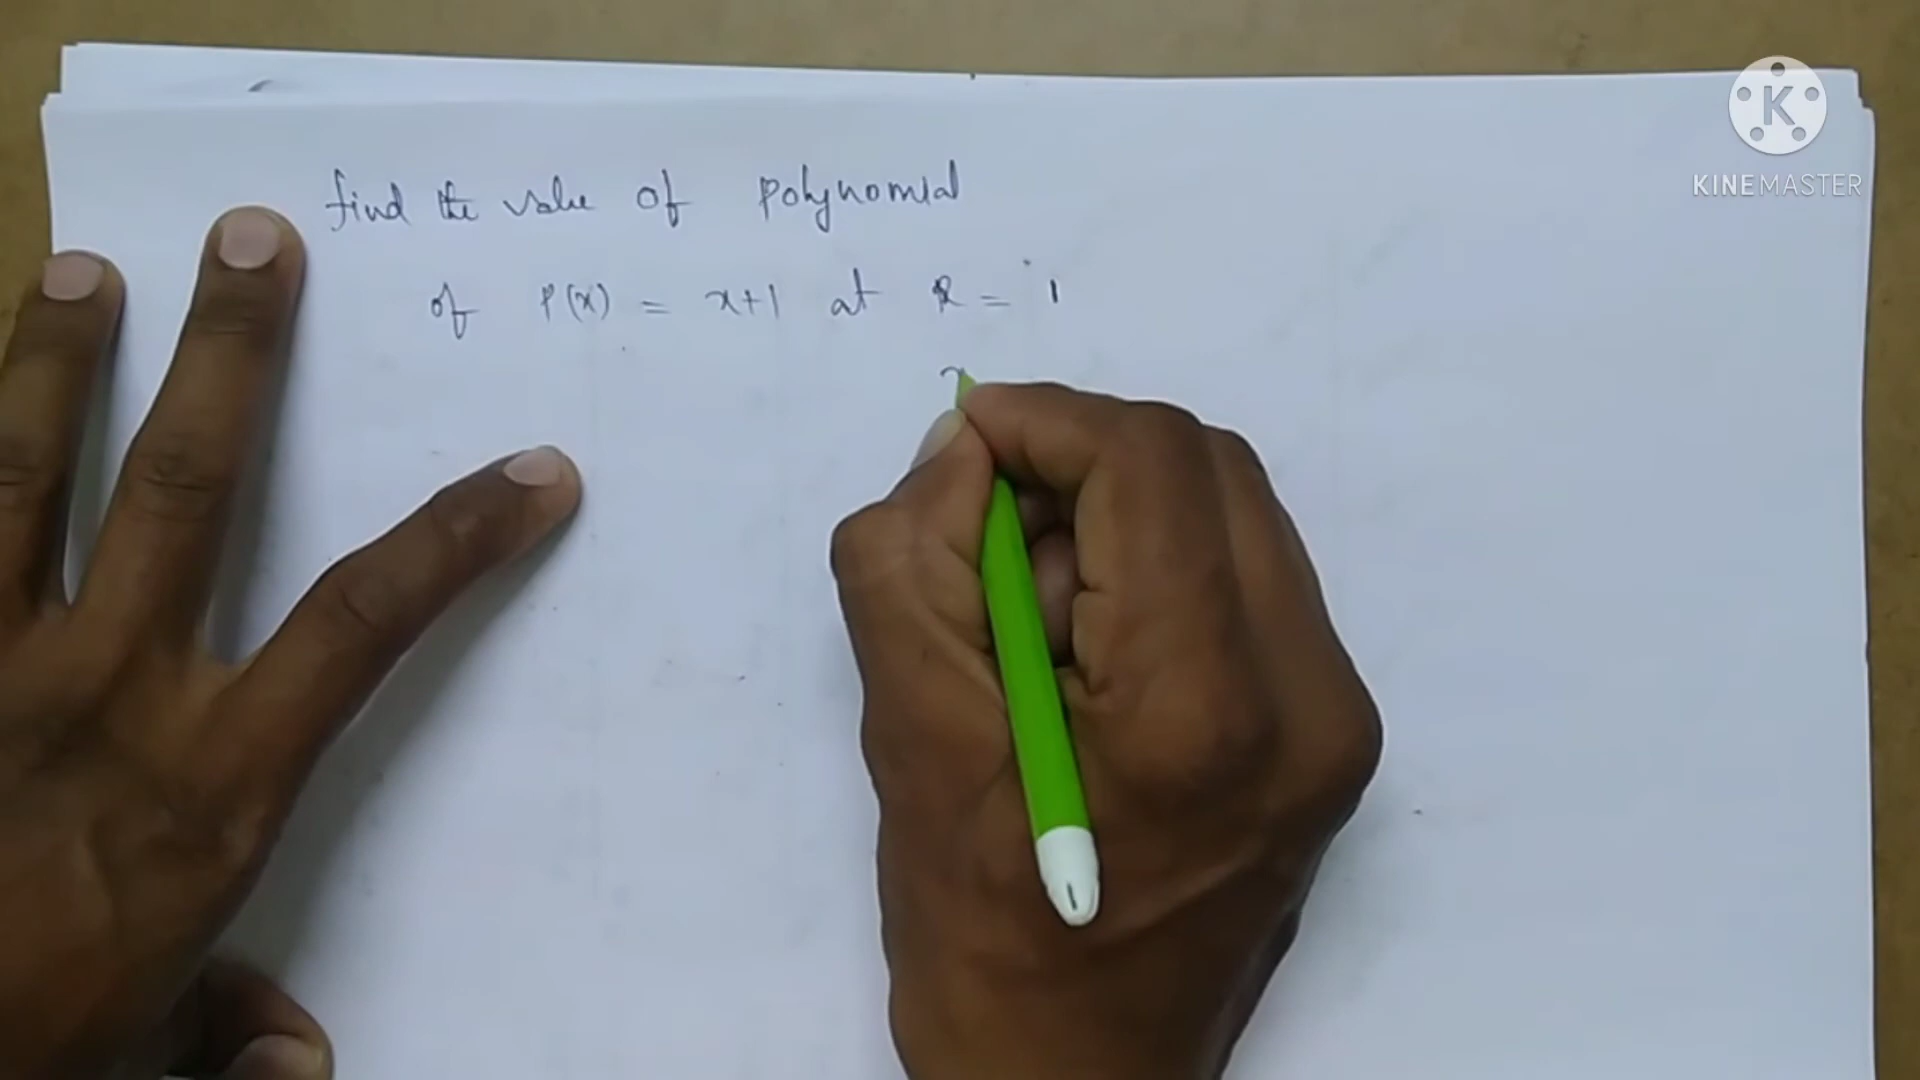 find the value of polynomial
of P(x) = x+1 at x = 1
K
KINEMASTER